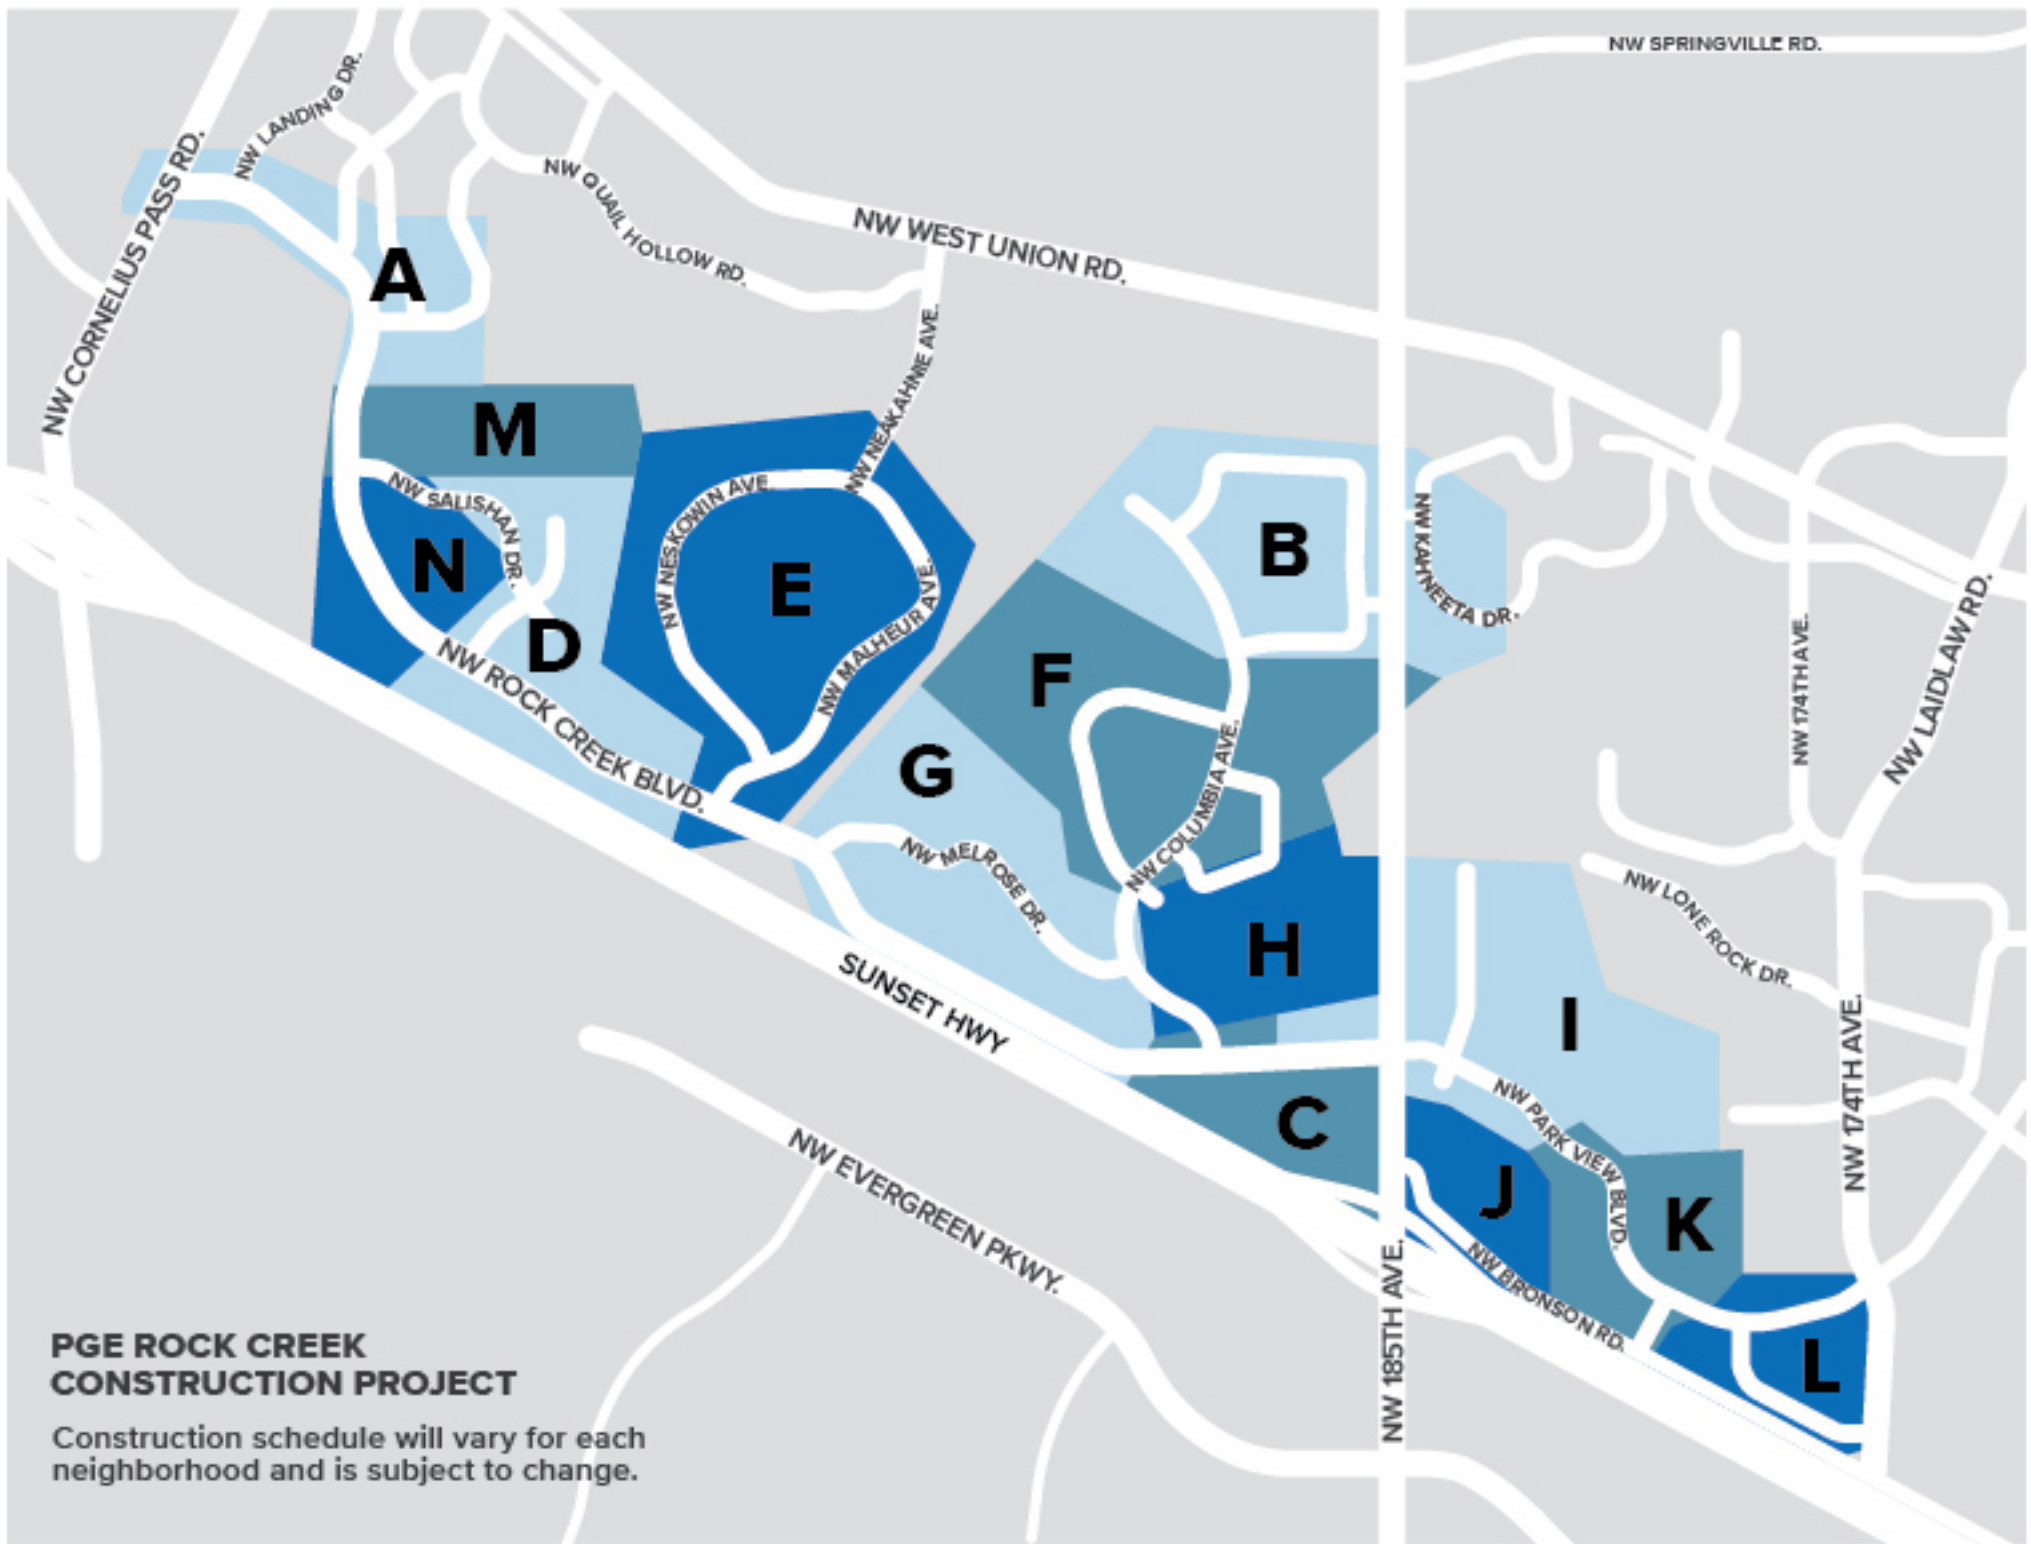 NW SPRINGVILLE RD.
NW LANDING DR.
NW CORNELIUS PASS RD.
NW QUAIL HOLLOW RD.
NW WEST UNION RD.
A
NW NEAKAHNIE AVE.
M
NW SALISHAN DR.
NW NESKOWIN AVE.
N
E
B
NW KAHNEETA DR.
D
NW MALHEUR AVE.
F
NW 174TH AVE.
NW LAIDLAW RD.
NW ROCK CREEK BLVD.
G
NW COLUMBIA AVE.
NW MELROSE DR.
NW LONE ROCK DR.
H
SUNSET HWY
I
NW 174TH AVE.
C
NW PARK VIEW BLVD.
J
K
NW EVERGREEN PKWY.
NW 185TH AVE.
NW BRONSON RD.
L
PGE ROCK CREEK
CONSTRUCTION PROJECT
Construction schedule will vary for each
neighborhood and is subject to change.